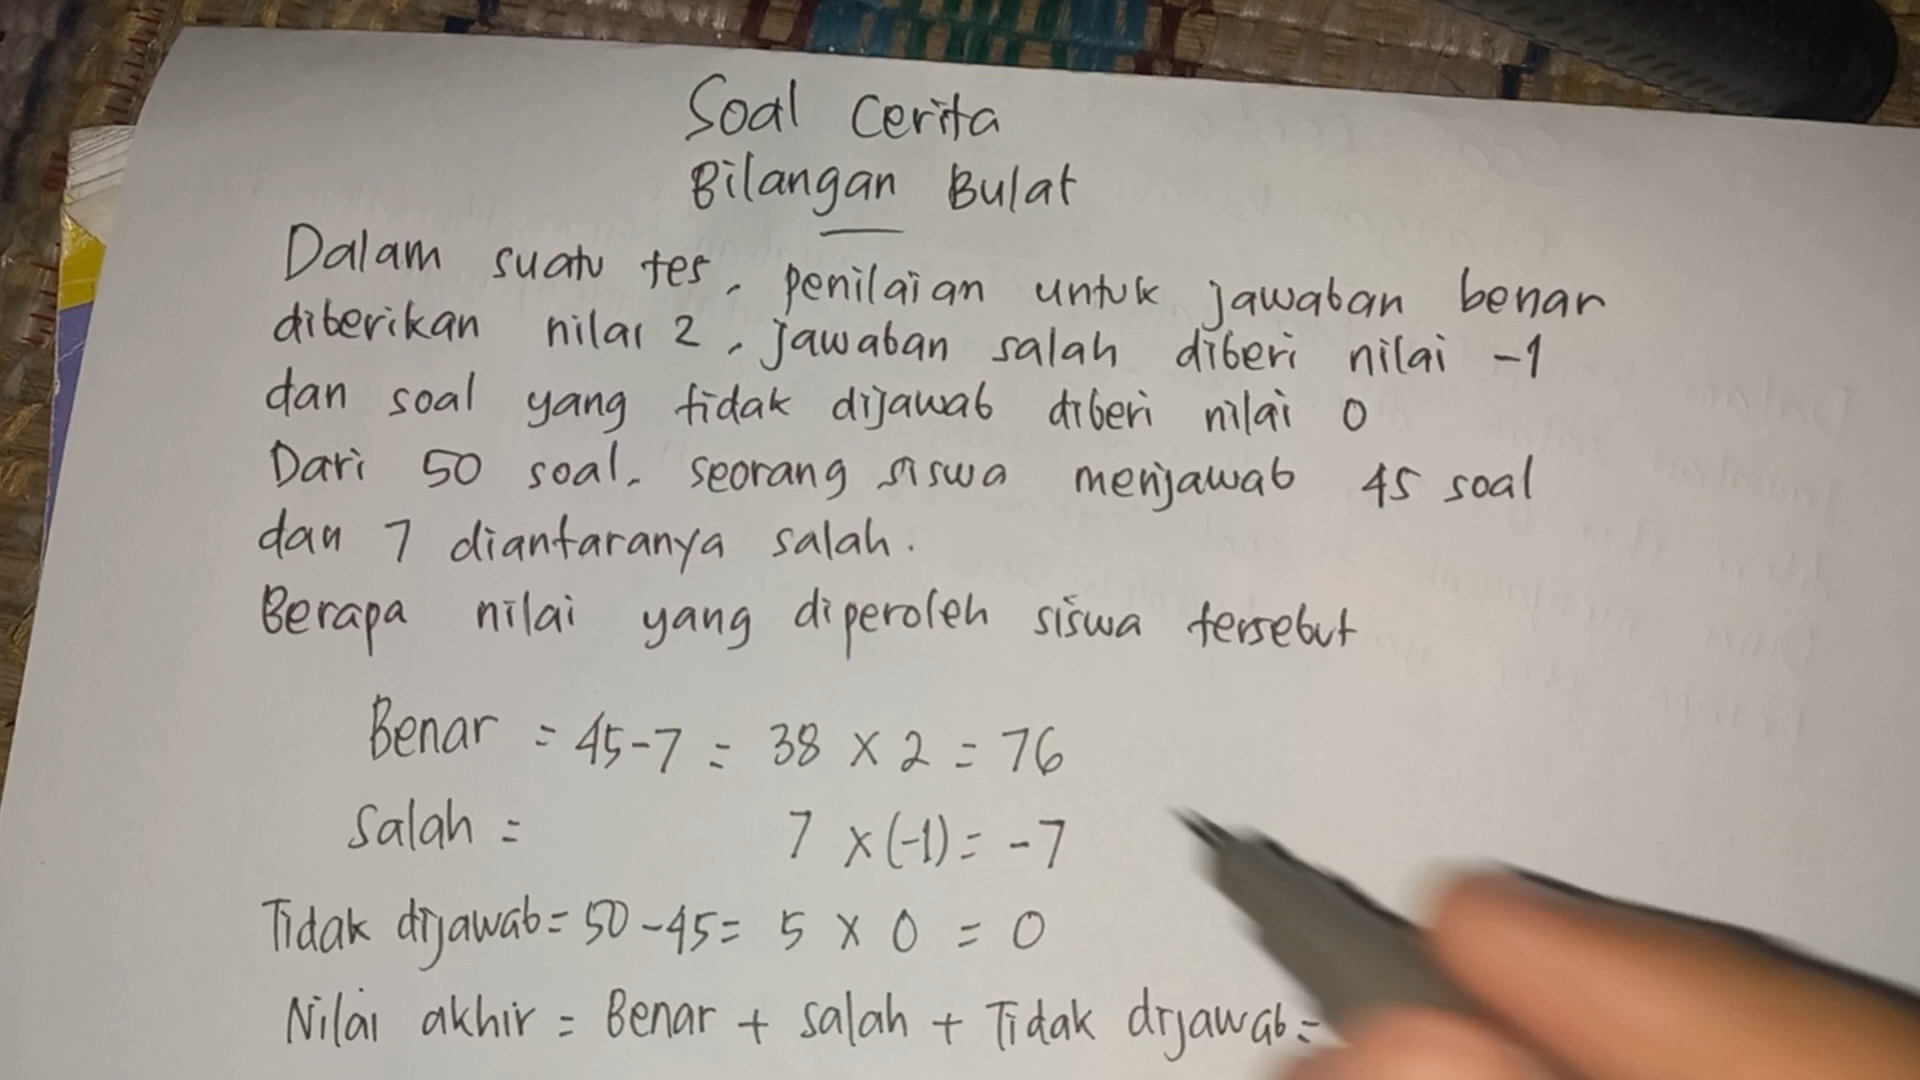 Soal Cerita
Bilangan Bulat
Dalam suatu tes, penilaian untuk jawaban benar
diberikan nilai 2, jawaban salah diberi nilai -1
dan soal yang tidak dijawab diberi nilai 0
Dari 50 soal, seorang siswa menjawab 45 soal
dan 7 diantaranya salah.
Berapa nilai yang diperoleh siswa tersebut
Benar = 45-7 = 38 x 2 = 76
Salah = 7 x (-1) = -7
Tidak dijawab = 50 - 45 = 5 x 0 = 0
Nilai akhir = Benar + Salah + Tidak dijawab =